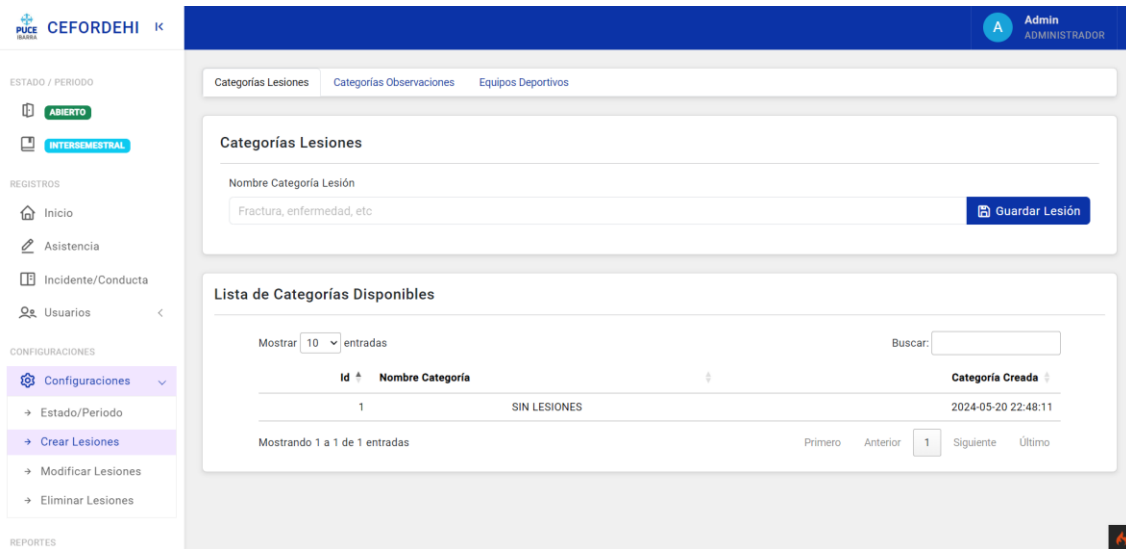 PUCE
IBARRA
CEFORDEHI
A
Admin
ADMINISTRADOR
ESTADO / PERIODO
ABIERTO
INTERSEMESTRAL
REGISTROS
Inicio
Asistencia
Incidente/Conducta
Usuarios
CONFIGURACIONES
Configuraciones
Estado/Periodo
Crear Lesiones
Modificar Lesiones
Eliminar Lesiones
REPORTES
Categorías Lesiones Categorías Observaciones Equipos Deportivos
Categorías Lesiones
Nombre Categoría Lesión
Fractura, enfermedad, etc Guardar Lesión
Lista de Categorías Disponibles
Mostrar 10 entradas Buscar:
Id Nombre Categoría Categoría Creada
1 SIN LESIONES 2024-05-20 22:48:11
Mostrando 1 a 1 de 1 entradas Primero Anterior 1 Siguiente Último